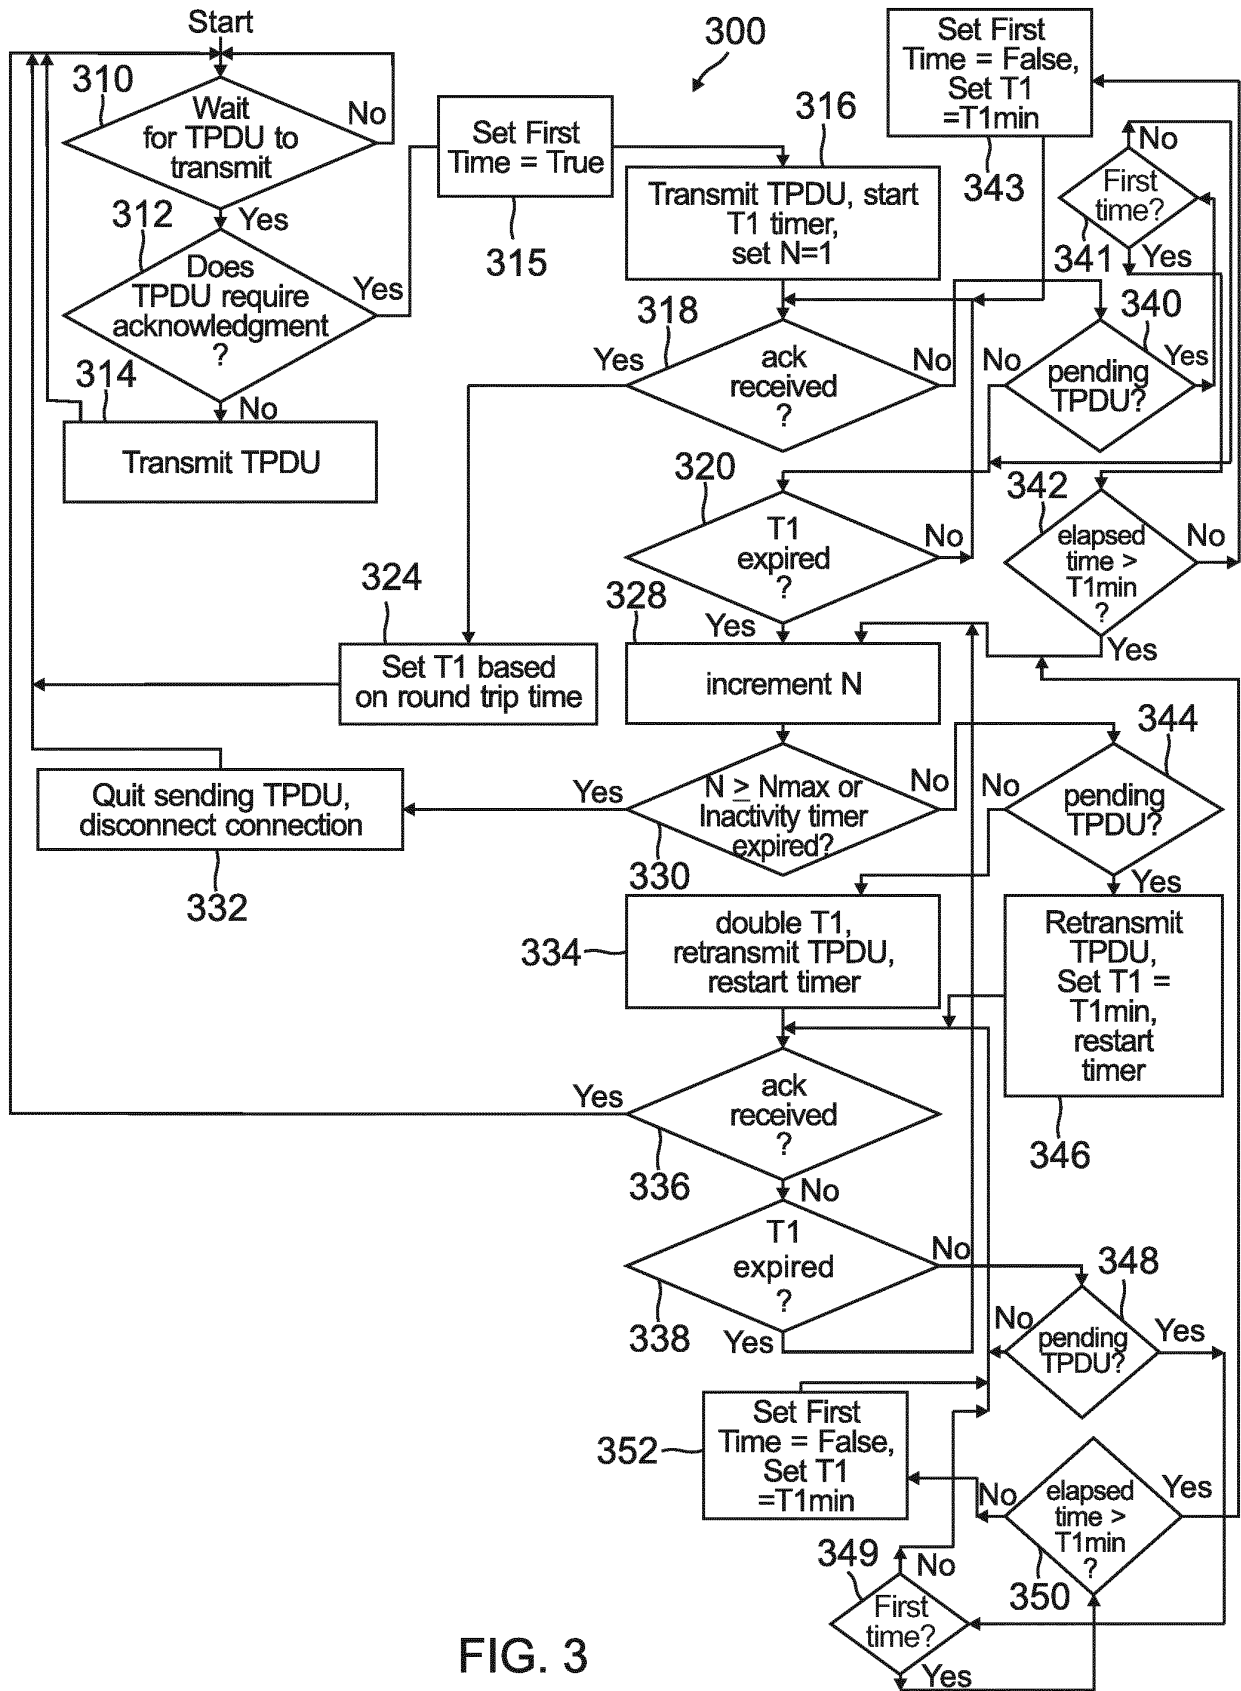 Start
300
310
Wait
for TPDU to
transmit
No
Yes
312
Does
TPDU require
acknowledgment
?
Yes
No
314
Transmit TPDU
Set First
Time = True
315
316
Transmit TPDU, start
T1 timer,
set N=1
Set First
Time = False,
Set T1
=T1min
343
No
First
time?
341
Yes
318
Yes
ack
received
?
No
340
No
pending
TPDU?
Yes
320
T1
expired
?
No
Yes
342
elapsed
time >
T1min
?
No
Yes
324
Set T1 based
on round trip time
328
increment N
Quit sending TPDU,
disconnect connection
332
Yes
N ≥ Nmax or
Inactivity timer
expired?
No
330
344
No
pending
TPDU?
Yes
334
double T1,
retransmit TPDU,
restart timer
Retransmit
TPDU,
Set T1 =
T1min,
restart
timer
346
Yes
ack
received
?
336
No
T1
expired
?
No
338
Yes
348
No
pending
TPDU?
Yes
352
Set First
Time = False,
Set T1
=T1min
No
elapsed
time >
T1min
?
Yes
350
349
No
First
time?
Yes
FIG. 3